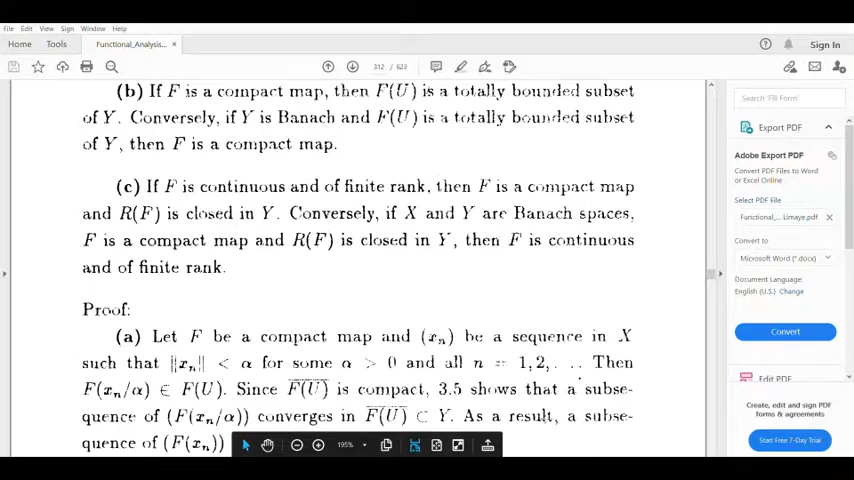 File Edit View Sign Window Help
Home Tools Functional_Analysis... × Sign In
312 / 623
(b) If F is a compact map, then F(U) is a totally bounded subset
of Y. Conversely, if Y is Banach and F(U) is a totally bounded subset
of Y, then F is a compact map.
(c) If F is continuous and of finite rank, then F is a compact map
and R(F) is closed in Y. Conversely, if X and Y are Banach spaces,
F is a compact map and R(F) is closed in Y, then F is continuous
and of finite rank.
Proof:
(a) Let F be a compact map and (xₙ) be a sequence in X
such that ‖xₙ‖ < α for some α > 0 and all n = 1, 2, . . . Then
F(xₙ/α) ∈ F(U). Since F̅(̅U̅)̅ is compact, 3.5 shows that a subse-
quence of (F(xₙ/α)) converges in F̅(̅U̅)̅ ⊂ Y. As a result, a subse-
quence of (F(xₙ)
195%
Search 'Fill Form'
Export PDF
Adobe Export PDF
Convert PDF Files to Word
or Excel Online
Select PDF File
Functional_... Limaye.pdf ×
Convert to
Microsoft Word (*.docx)
Document Language:
English (U.S.) Change
Convert
Edit PDF
Create, edit and sign PDF
forms & agreements
Start Free 7-Day Trial